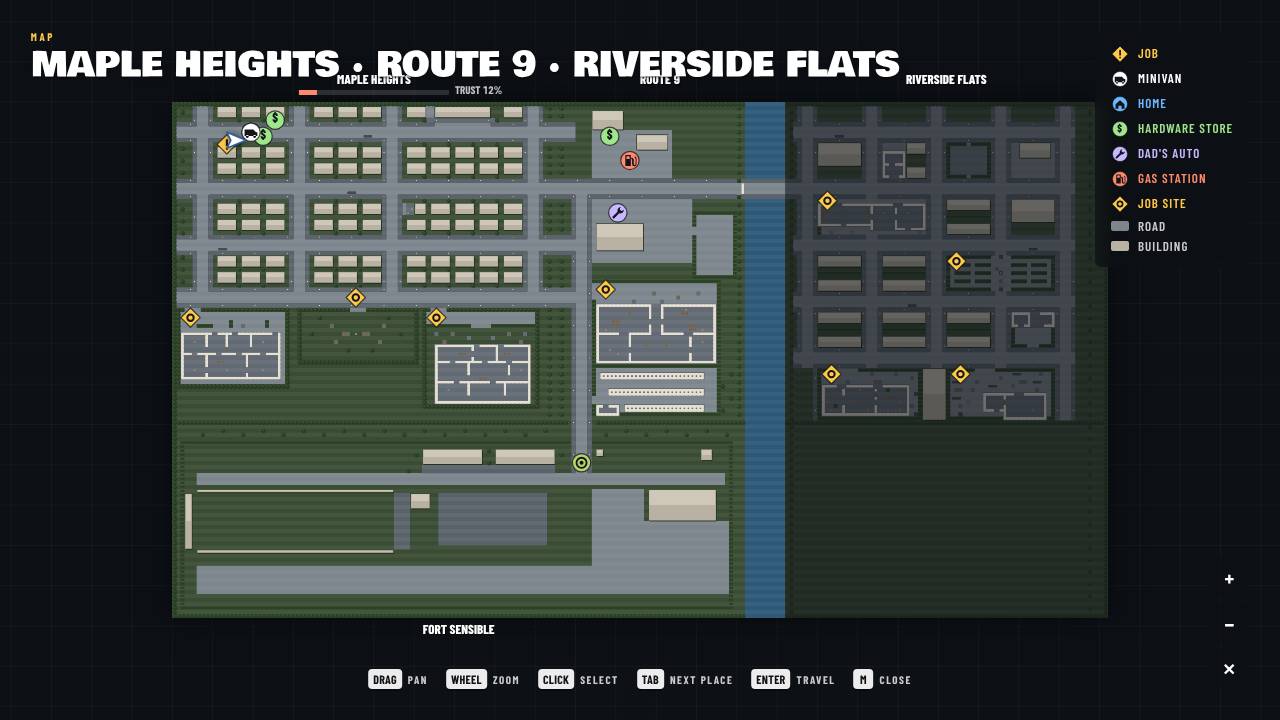 MAP
MAPLE HEIGHTS · ROUTE 9 · RIVERSIDE FLATS
MAPLE HEIGHTS
ROUTE 9
RIVERSIDE FLATS
TRUST 12%
JOB
MINIVAN
HOME
HARDWARE STORE
DAD'S AUTO
GAS STATION
JOB SITE
ROAD
BUILDING
FORT SENSIBLE
DRAG PAN WHEEL ZOOM CLICK SELECT TAB NEXT PLACE ENTER TRAVEL M CLOSE